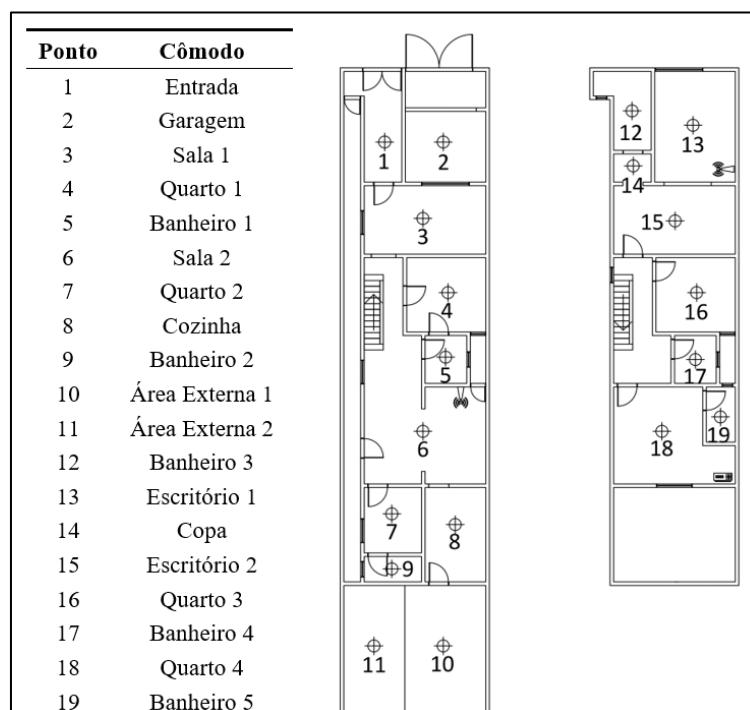 Ponto Cômodo
1 Entrada
2 Garagem
3 Sala 1
4 Quarto 1
5 Banheiro 1
6 Sala 2
7 Quarto 2
8 Cozinha
9 Banheiro 2
10 Área Externa 1
11 Área Externa 2
12 Banheiro 3
13 Escritório 1
14 Copa
15 Escritório 2
16 Quarto 3
17 Banheiro 4
18 Quarto 4
19 Banheiro 5
1
2
3
4
5
6
7
8
9
11
10
12
13
14
15
16
17
18
19